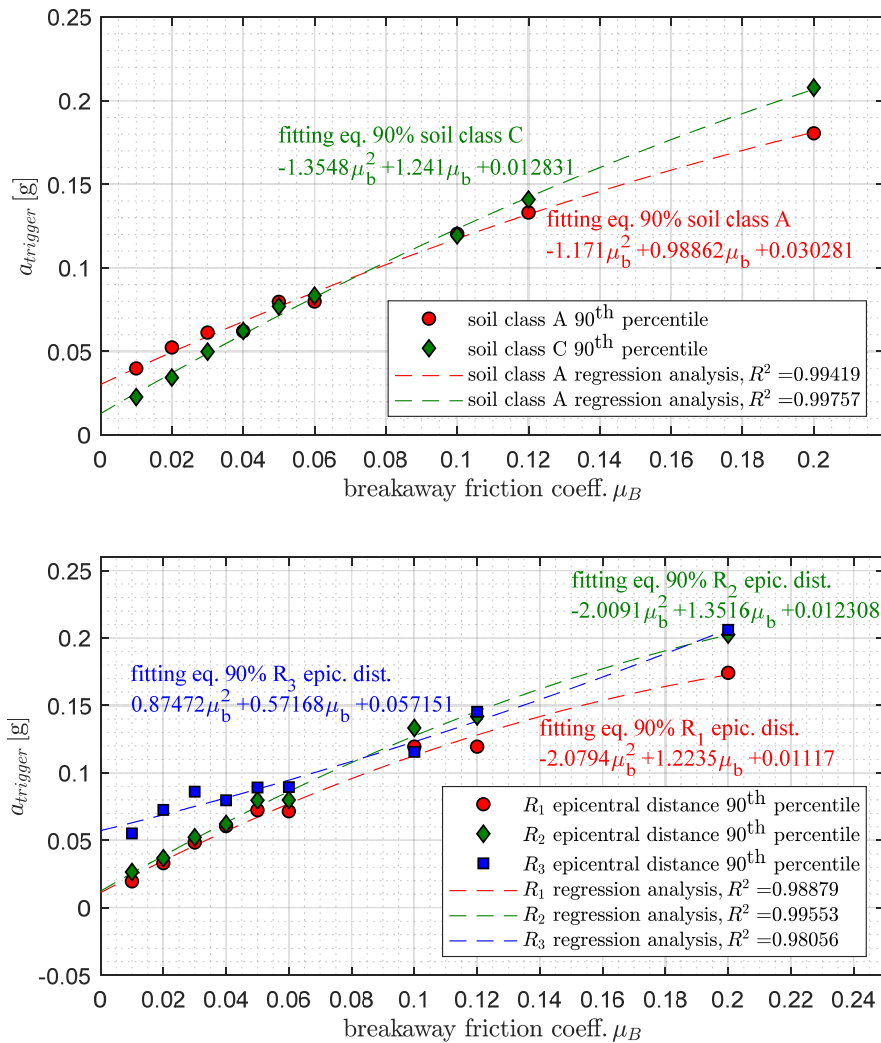 0.25
0.2
0.15
0.1
0.05
0
a_trigger [g]
fitting eq. 90% soil class C
-1.3548μ_b^2+1.241μ_b+0.012831
fitting eq. 90% soil class A
-1.171μ_b^2+0.98862μ_b+0.030281
soil class A 90^th percentile
soil class C 90^th percentile
soil class A regression analysis, R^2 =0.99419
soil class A regression analysis, R^2 =0.99757
0 0.02 0.04 0.06 0.08 0.1 0.12 0.14 0.16 0.18 0.2
breakaway friction coeff. μ_B
0.25
0.2
0.15
0.1
0.05
0
-0.05
a_trigger [g]
fitting eq. 90% R_2 epic. dist.
-2.0091μ_b^2+1.3516μ_b+0.012308
fitting eq. 90% R_3 epic. dist.
0.87472μ_b^2+0.57168μ_b+0.057151
fitting eq. 90% R_1 epic. dist.
-2.0794μ_b^2+1.2235μ_b+0.01117
R_1 epicentral distance 90^th percentile
R_2 epicentral distance 90^th percentile
R_3 epicentral distance 90^th percentile
R_1 regression analysis, R^2 =0.98879
R_2 regression analysis, R^2 =0.99553
R_3 regression analysis, R^2 =0.98056
0 0.02 0.04 0.06 0.08 0.1 0.12 0.14 0.16 0.18 0.2 0.22 0.24
breakaway friction coeff. μ_B